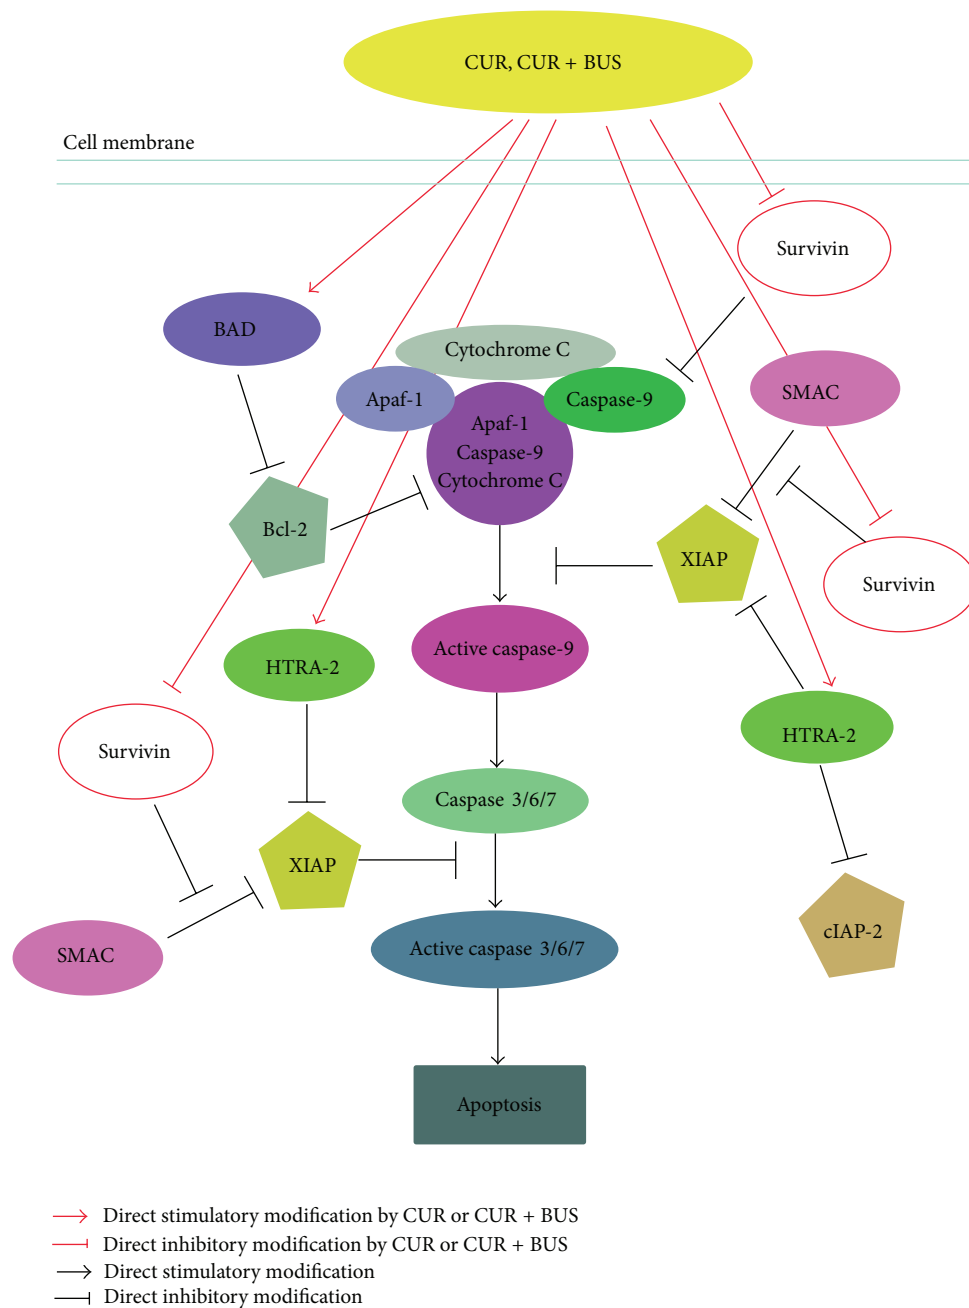 CUR, CUR + BUS
Cell membrane
Survivin
BAD
Cytochrome C
SMAC
Apaf-1
Caspase-9
Apaf-1
Caspase-9
Cytochrome C
Bcl-2
XIAP
Survivin
Active caspase-9
HTRA-2
HTRA-2
Survivin
Caspase 3/6/7
XIAP
cIAP-2
SMAC
Active caspase 3/6/7
Apoptosis
Direct stimulatory modification by CUR or CUR + BUS
Direct inhibitory modification by CUR or CUR + BUS
Direct stimulatory modification
Direct inhibitory modification